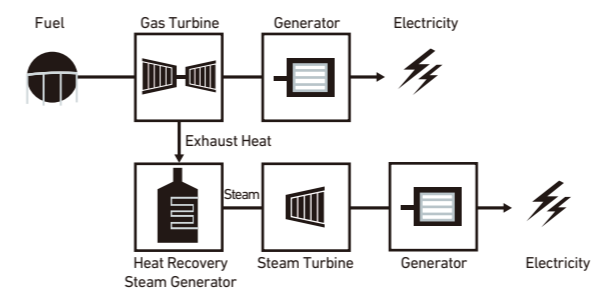 Fuel
Gas Turbine
Generator
Electricity
Exhaust Heat
Steam
Heat Recovery
Steam Generator
Steam Turbine
Generator
Electricity